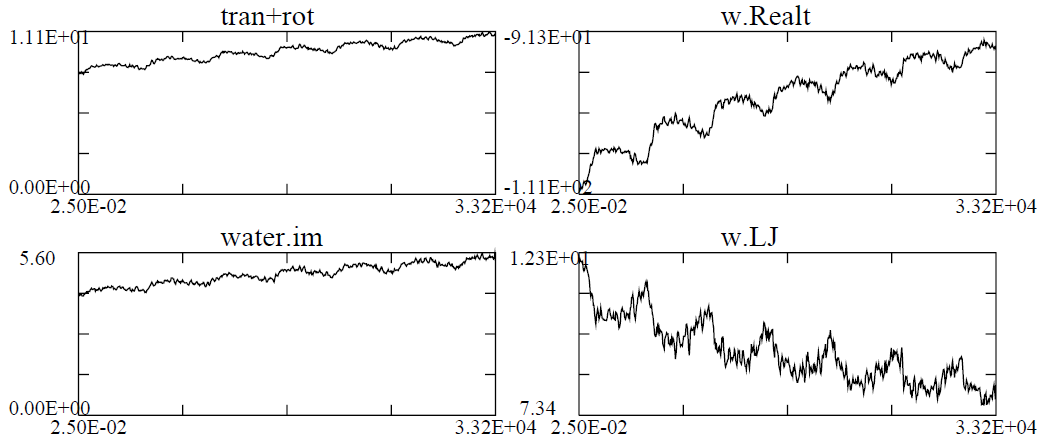 tran+rot
1.11E+01
0.00E+00
2.50E-02
3.32E+04
w.Realt
-9.13E+01
-1.11E+02
2.50E-02
3.32E+04
water.im
5.60
0.00E+00
2.50E-02
3.32E+04
w.LJ
1.23E+01
7.34
2.50E-02
3.32E+04